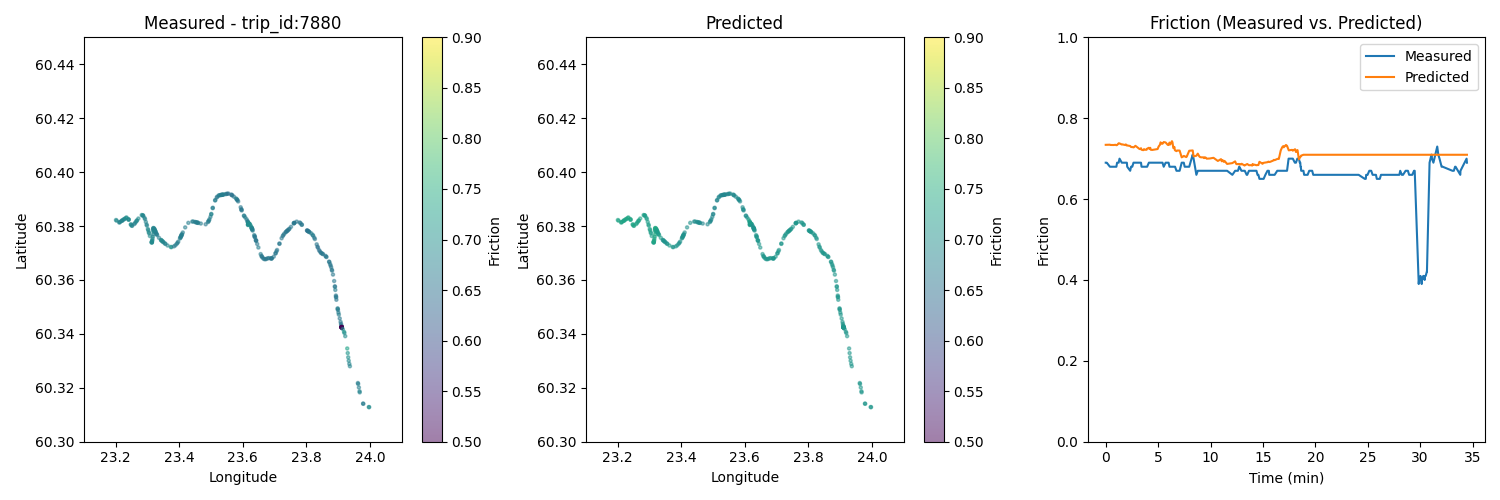 Measured - trip_id:7880
60.44
60.42
60.40
60.38
60.36
60.34
60.32
60.30
Latitude
23.2 23.4 23.6 23.8 24.0
Longitude
0.90
0.85
0.80
0.75
0.70
0.65
0.60
0.55
0.50
Friction
Predicted
60.44
60.42
60.40
60.38
60.36
60.34
60.32
60.30
Latitude
23.2 23.4 23.6 23.8 24.0
Longitude
0.90
0.85
0.80
0.75
0.70
0.65
0.60
0.55
0.50
Friction
Friction (Measured vs. Predicted)
Measured
Predicted
1.0
0.8
0.6
0.4
0.2
0.0
Friction
0 5 10 15 20 25 30 35
Time (min)